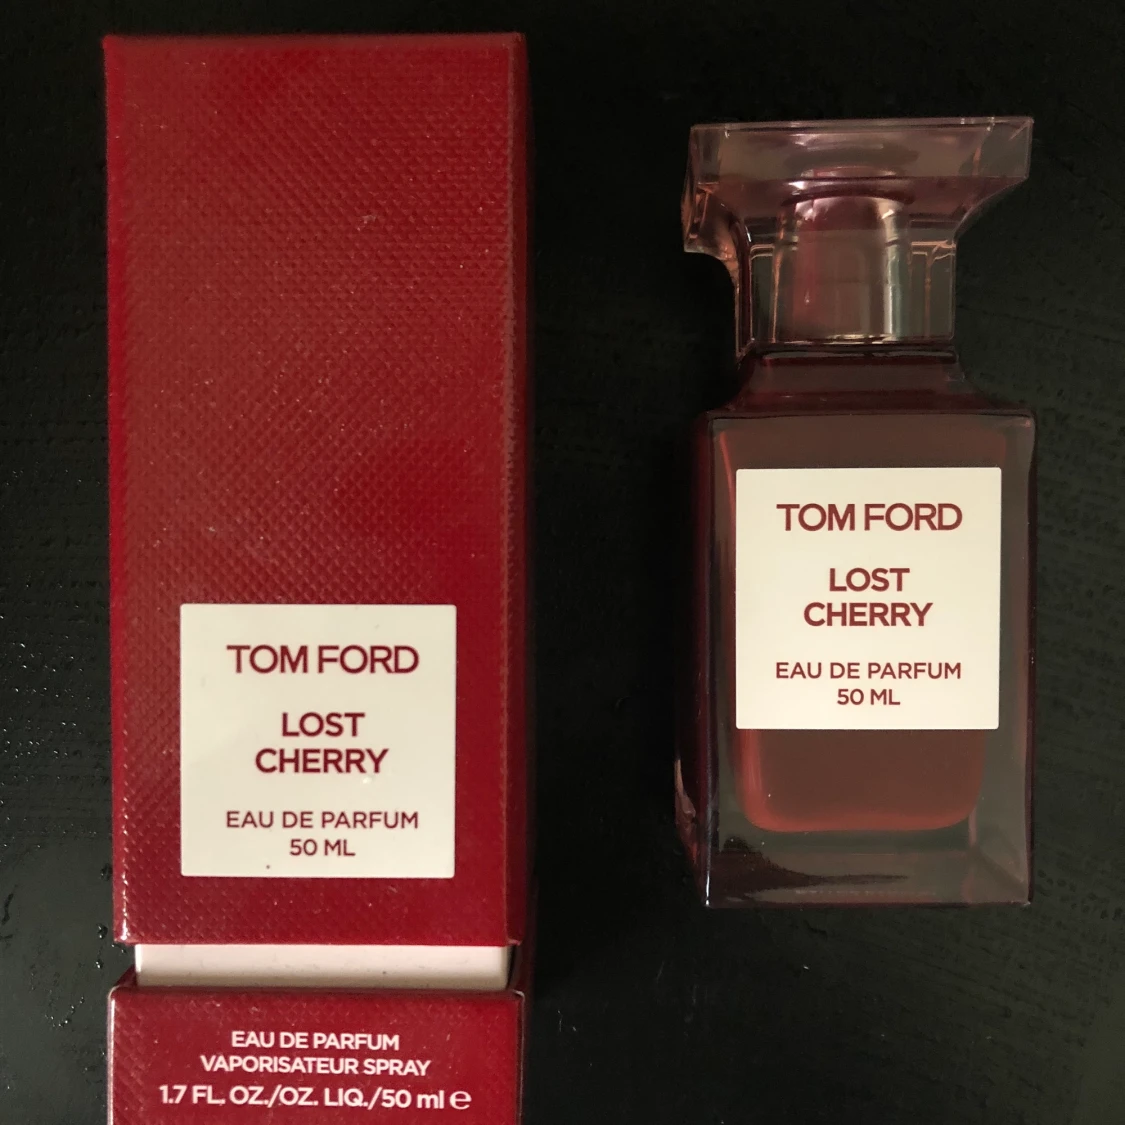 TOM FORD
LOST
CHERRY
EAU DE PARFUM
50 ML
EAU DE PARFUM
VAPORISATEUR SPRAY
1.7 FL. OZ./OZ. LIQ./50 ml ℮
TOM FORD
LOST
CHERRY
EAU DE PARFUM
50 ML